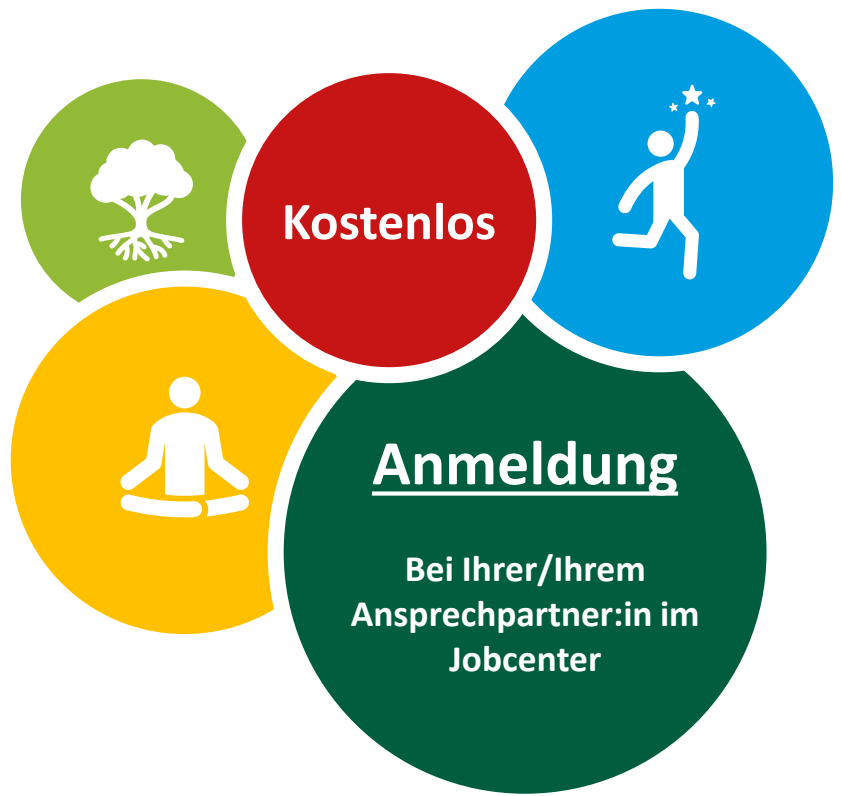 Kostenlos
Anmeldung
Bei Ihrer/Ihrem
Ansprechpartner:in im
Jobcenter